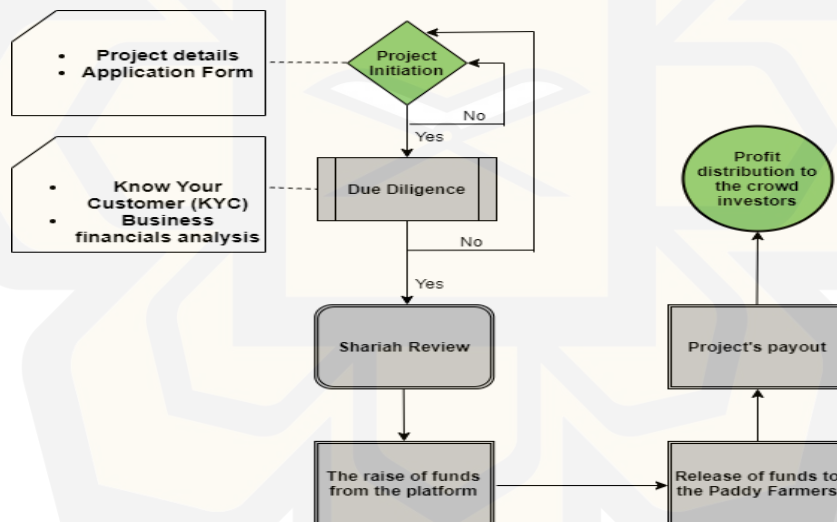 • Project details
• Application Form
Project
Initiation
No
Yes
• Know Your
Customer (KYC)
• Business
financials analysis
Due Diligence
No
Yes
Shariah Review
The raise of funds
from the platform
Release of funds to
the Paddy Farmers
Project's payout
Profit
distribution to
the crowd
investors